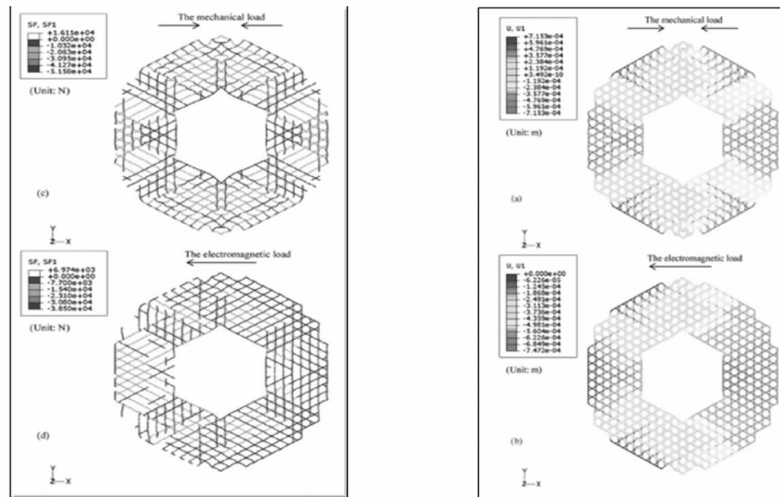 SF, SF1
+1.611e+04
+0.000e+00
-1.032e+04
-2.063e+04
-3.095e+04
-4.127e+04
-5.158e+04
(Unit: N)
The mechanical load
(c)
Y
Z X
SF, SF1
+6.974e+03
+0.000e+00
-7.700e+03
-1.540e+04
-2.310e+04
-3.080e+04
-3.850e+04
(Unit: N)
The electromagnetic load
(d)
Y
Z X
U, U1
+7.153e-04
+5.961e-04
+4.769e-04
+3.577e-04
+2.384e-04
+1.192e-04
+3.492e-10
-1.192e-04
-2.384e-04
-3.577e-04
-4.769e-04
-5.961e-04
-7.153e-04
(Unit: m)
The mechanical load
(a)
Y
Z X
U, U1
+0.000e+00
-6.226e-05
-1.245e-04
-1.868e-04
-2.491e-04
-3.113e-04
-3.736e-04
-4.359e-04
-4.981e-04
-5.604e-04
-6.226e-04
-6.849e-04
-7.472e-04
(Unit: m)
The electromagnetic load
(b)
Y
Z X